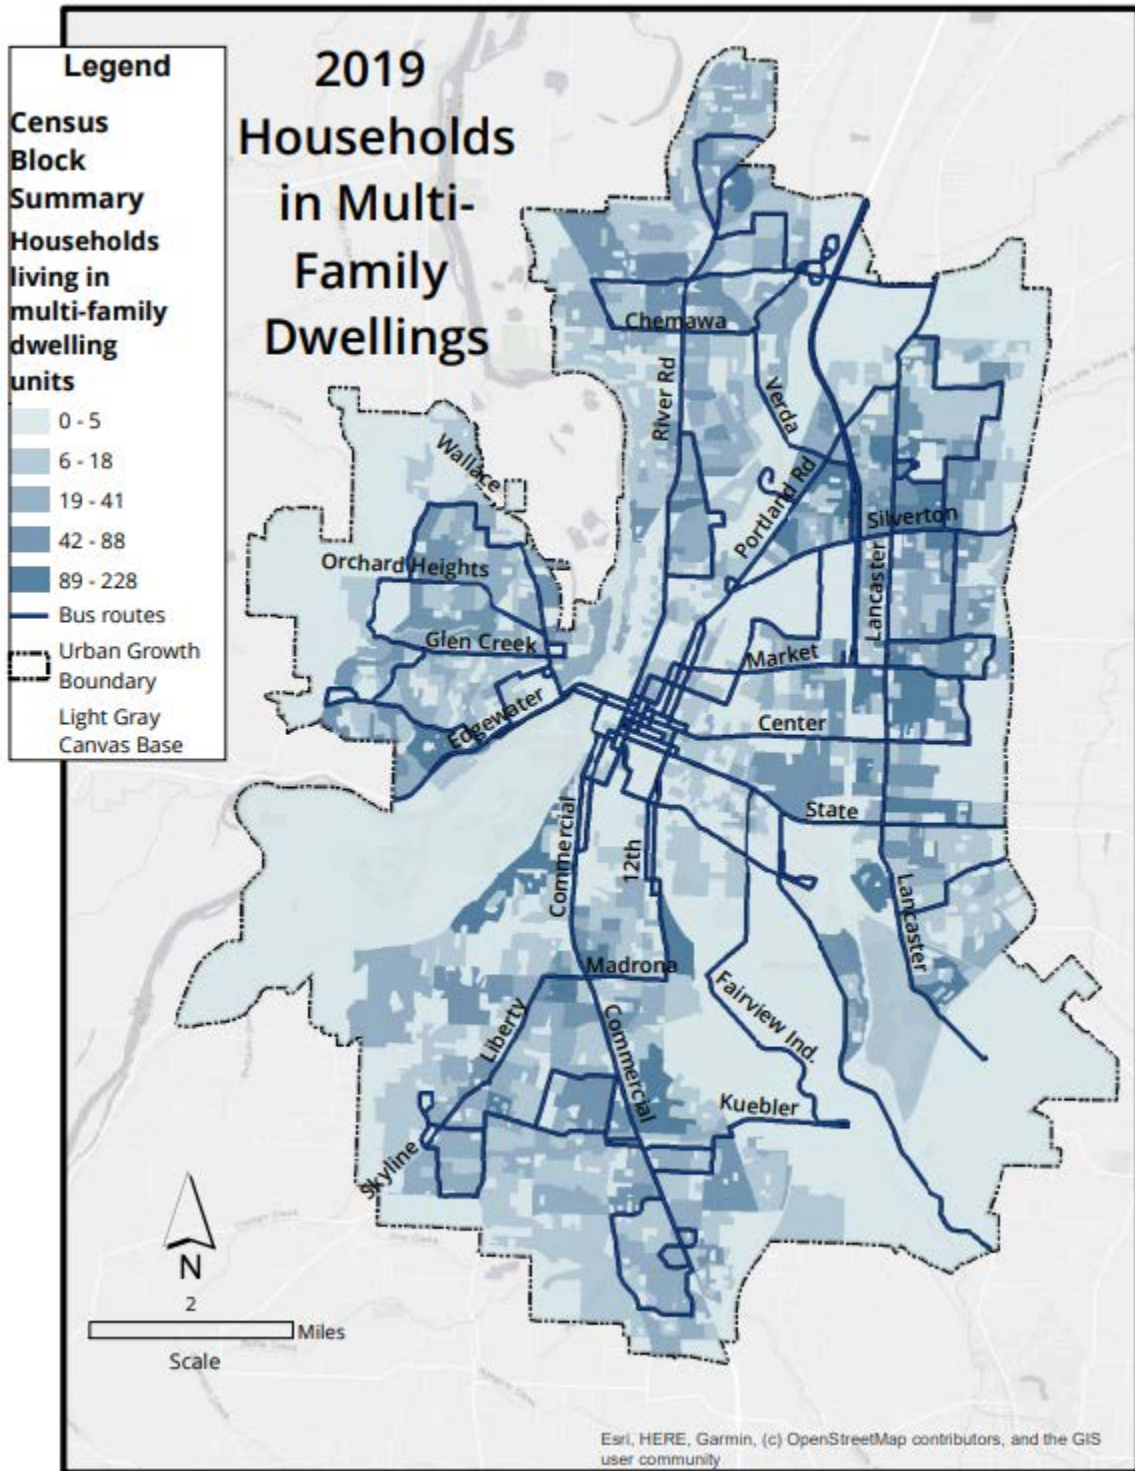 Legend
Census
Block
Summary
Households
living in
multi-family
dwelling
units
0 - 5
6 - 18
19 - 41
42 - 88
89 - 228
Bus routes
Urban Growth
Boundary
Light Gray
Canvas Base
2019
Households
in Multi-
Family
Dwellings
Chemawa
River Rd
Verda
Wallace
Portland Rd
Silverton
Orchard Heights
Lancaster
Glen Creek
Market
Edgewater
Center
State
Commercial
12th
Lancaster
Madrona
Fairview Ind.
Liberty
Commercial
Kuebler
Skyline
N
2
Miles
Scale
Esri, HERE, Garmin, (c) OpenStreetMap contributors, and the GIS
user community